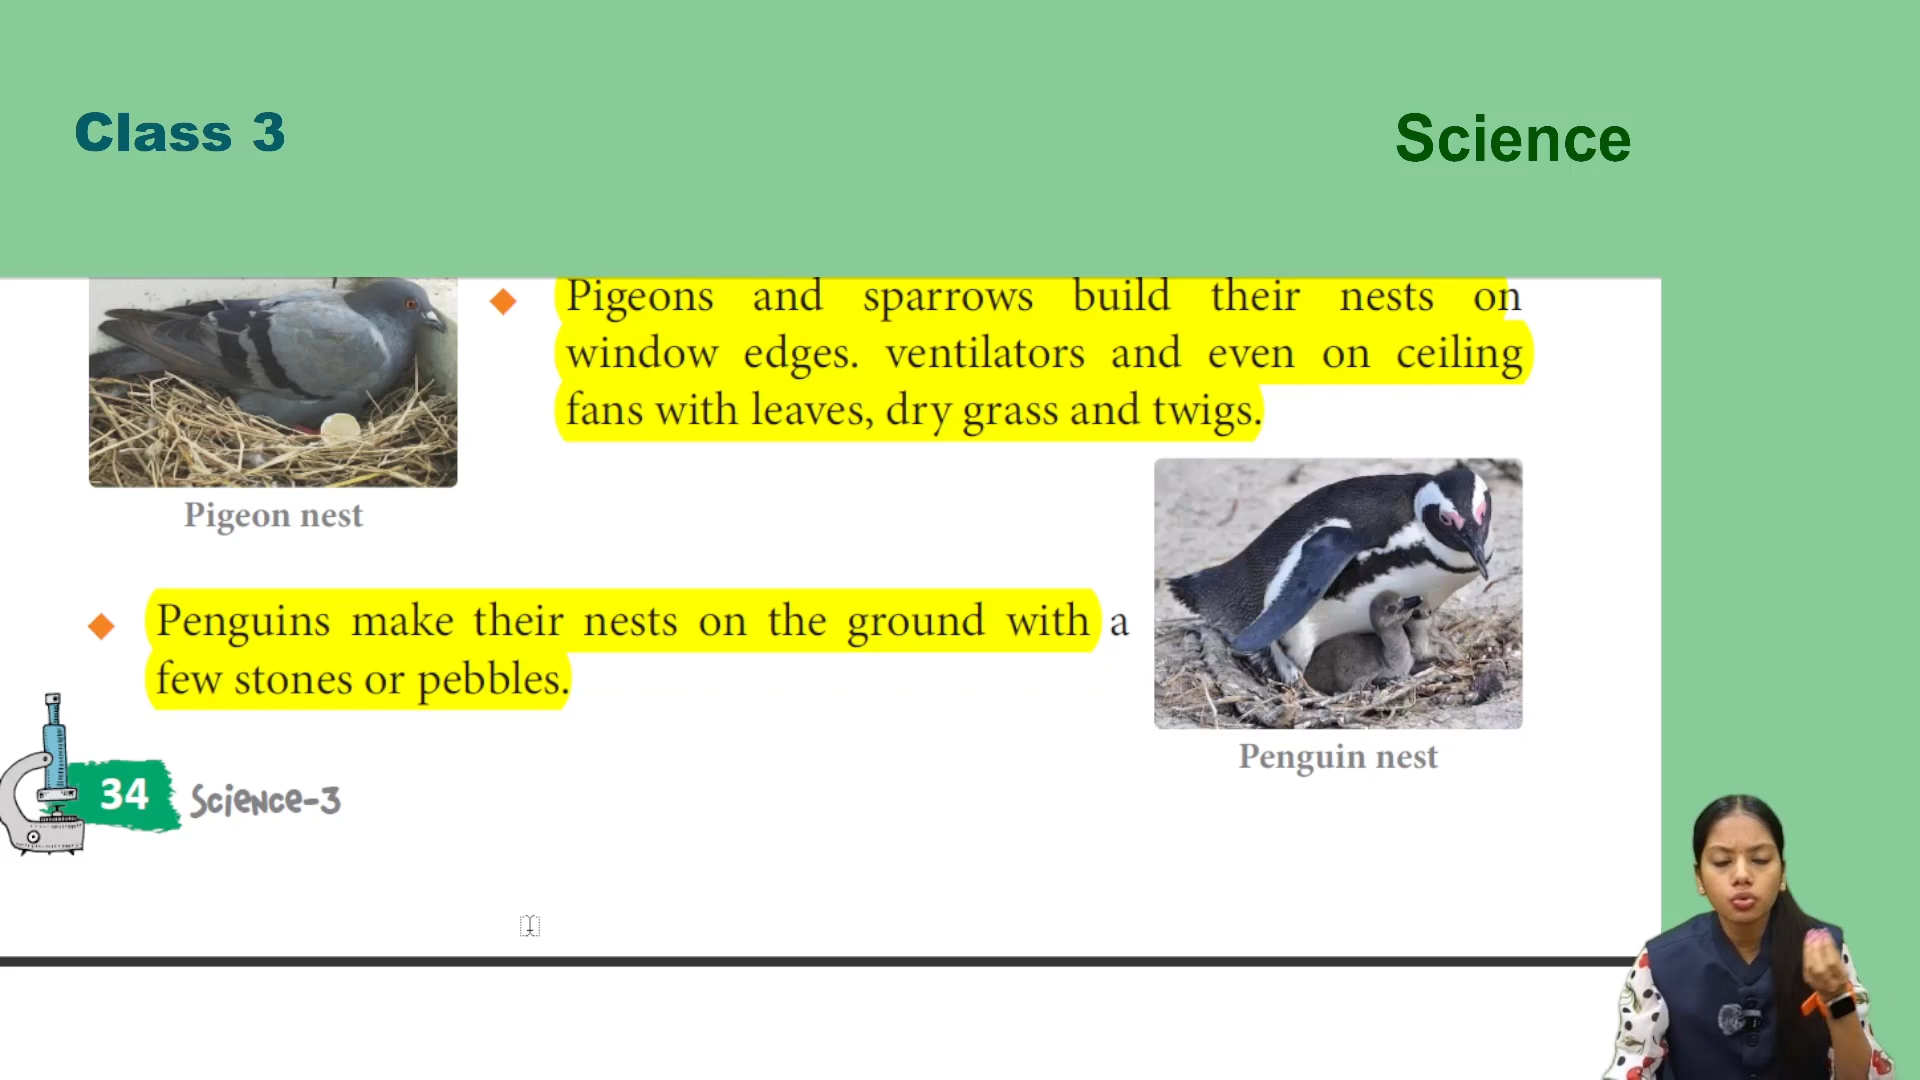 Class 3
Science
Pigeons and sparrows build their nests on
window edges. ventilators and even on ceiling
fans with leaves, dry grass and twigs.
Pigeon nest
Penguins make their nests on the ground with a
few stones or pebbles.
Penguin nest
34 Science-3